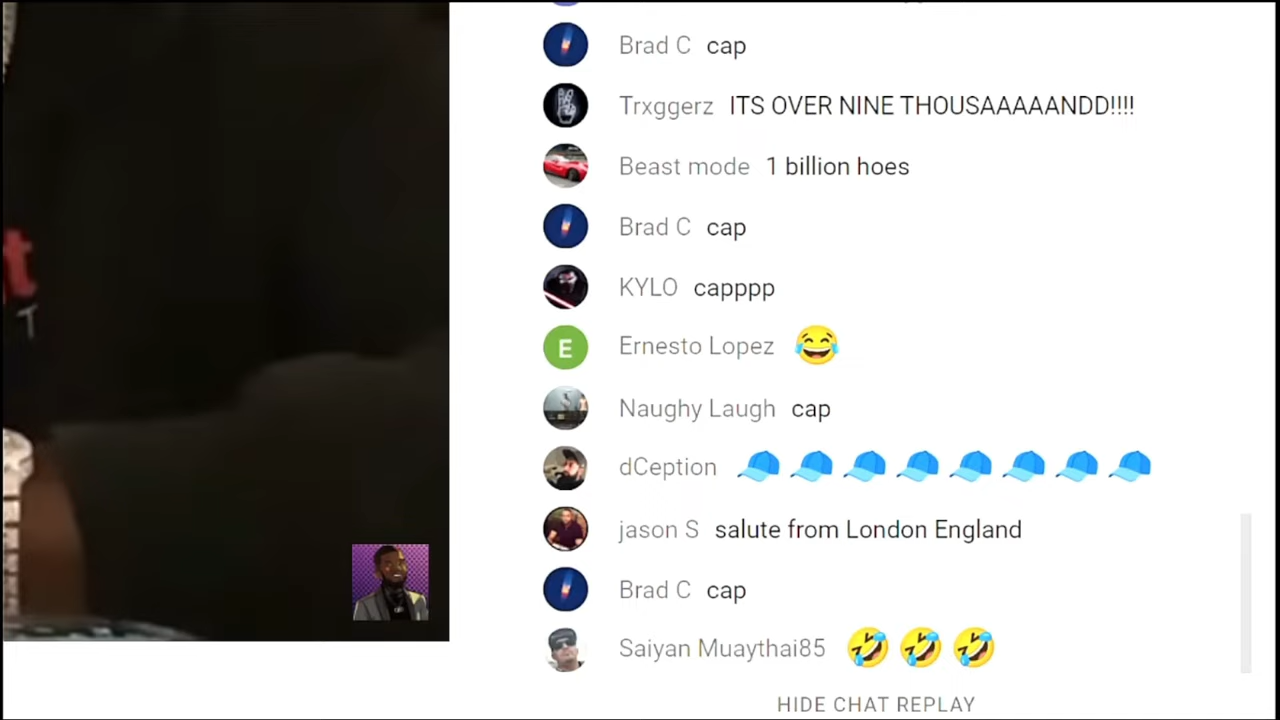 Brad C cap
Trxggerz ITS OVER NINE THOUSAAAAANDD!!!!
Beast mode 1 billion hoes
Brad C cap
KYLO capppp
E Ernesto Lopez 😂
Naughy Laugh cap
dCeption 🧢🧢🧢🧢🧢🧢🧢🧢
jason S salute from London England
Brad C cap
Saiyan Muaythai85 🤣🤣🤣
HIDE CHAT REPLAY
t
T